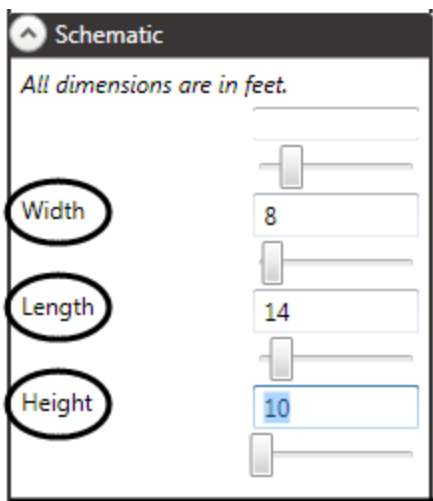 Schematic
All dimensions are in feet.
Width 8
Length 14
Height 10